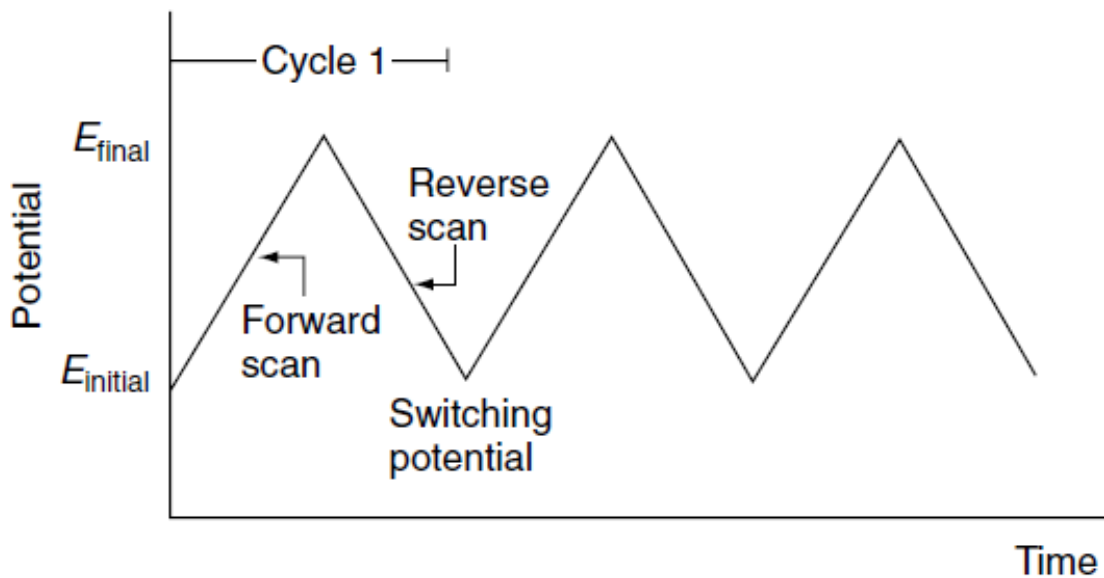 Cycle 1
E_final
Reverse
scan
Potential
Forward
scan
E_initial
Switching
potential
Time